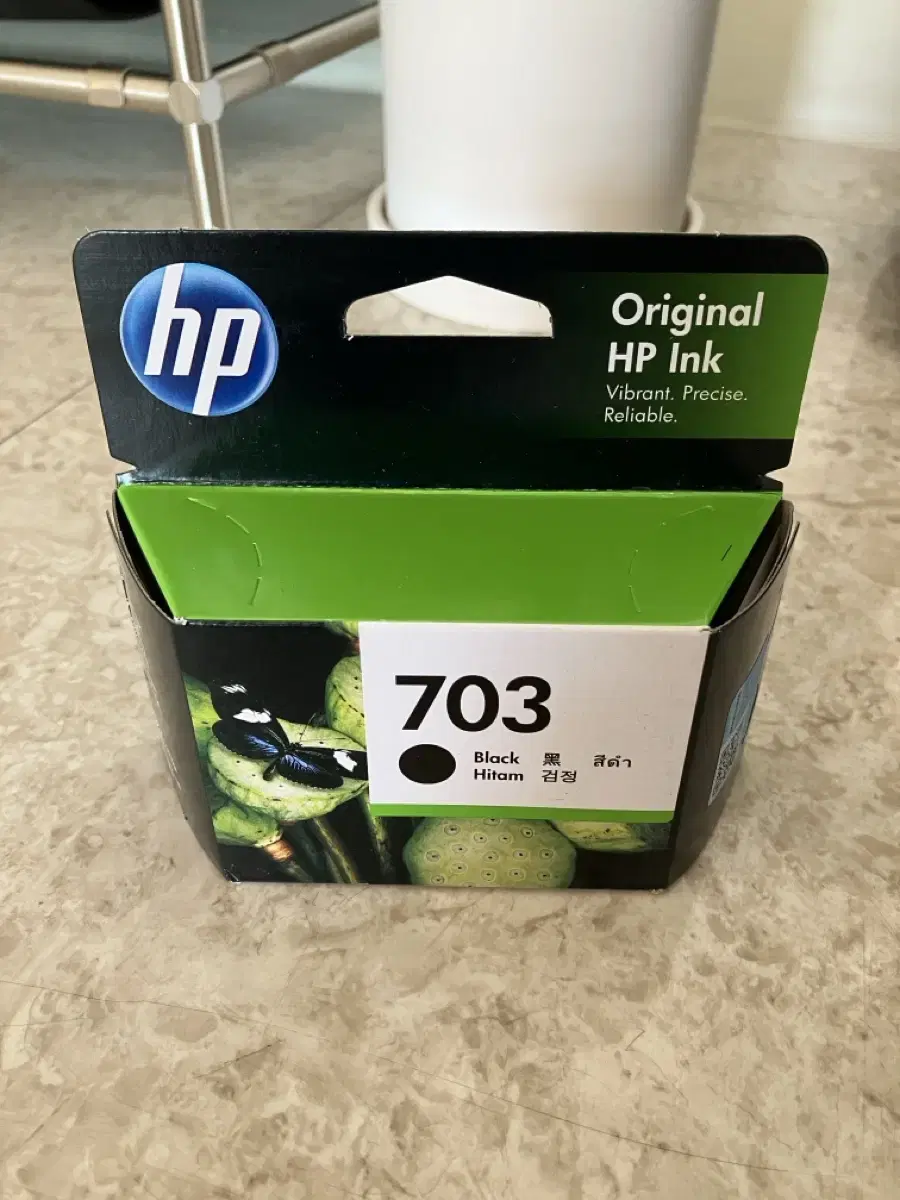 hp
Original
HP Ink
Vibrant. Precise.
Reliable.
703
Black 黑 สีดำ
Hitam 검정